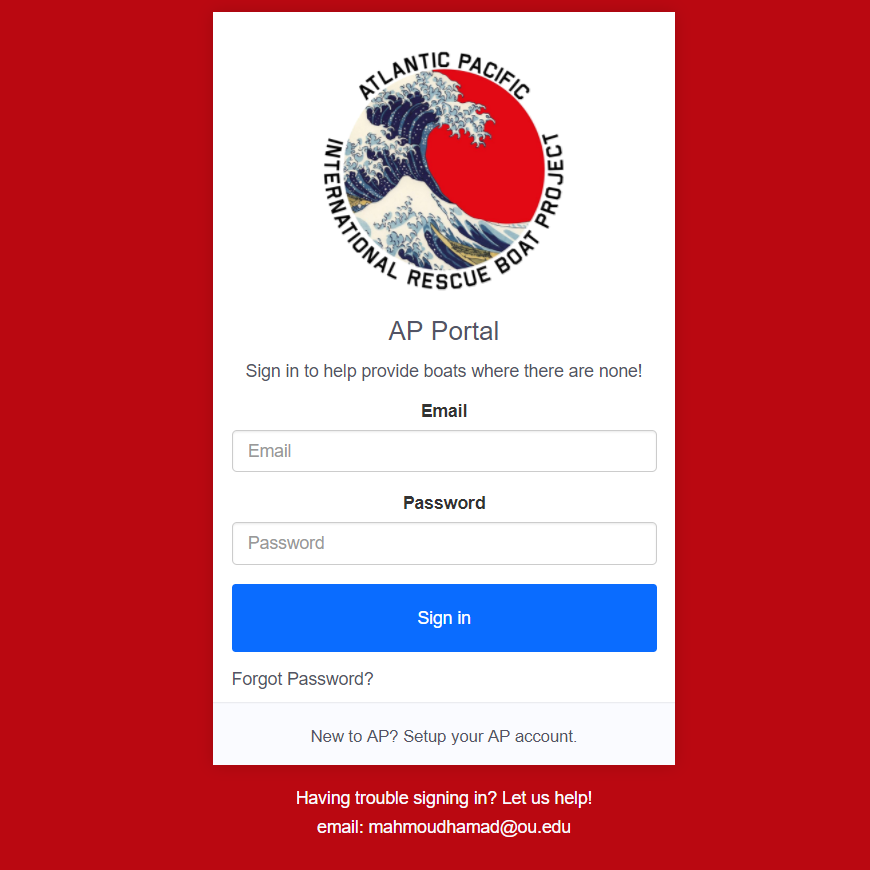 ATLANTIC PACIFIC
INTERNATIONAL RESCUE BOAT PROJECT
AP Portal
Sign in to help provide boats where there are none!
Email
Email
Password
Password
Sign in
Forgot Password?
New to AP? Setup your AP account.
Having trouble signing in? Let us help!
email: mahmoudhamad@ou.edu